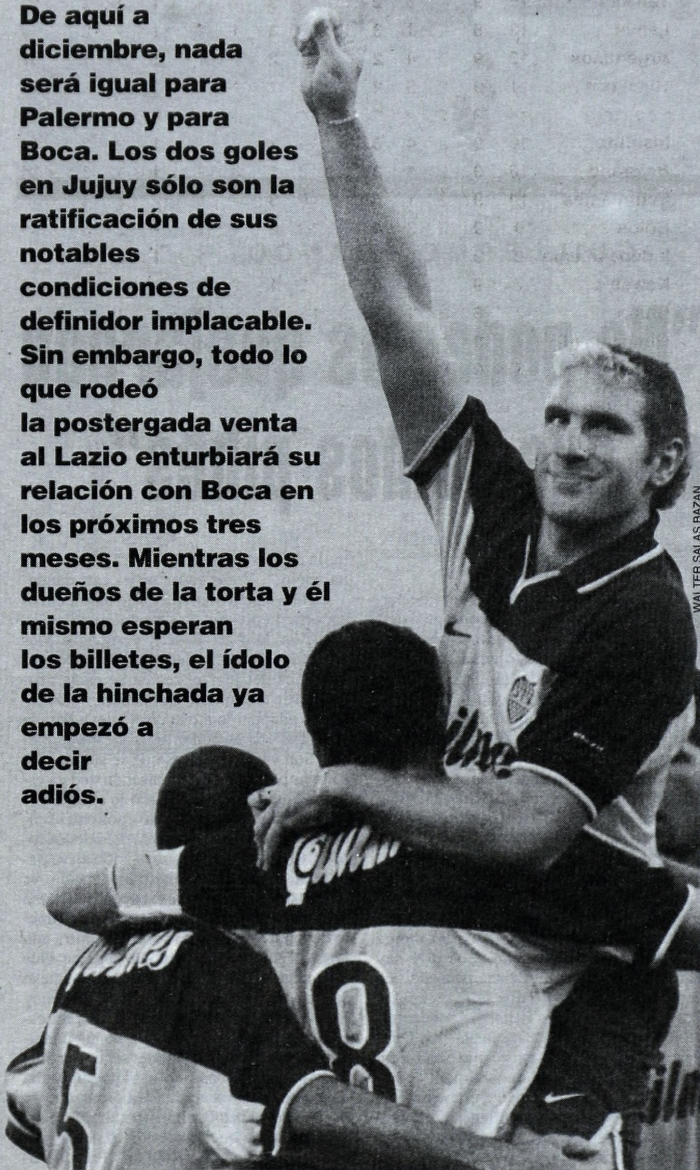 De aquí a
diciembre, nada
será igual para
Palermo y para
Boca. Los dos goles
en Jujuy sólo son la
ratificación de sus
notables
condiciones de
definidor implacable.
Sin embargo, todo lo
que rodeó
la postergada venta
al Lazio enturbiará su
relación con Boca en
los próximos tres
meses. Mientras los
dueños de la torta y él
mismo esperan
los billetes, el ídolo
de la hinchada ya
empezó a
decir
adiós.
WALTER SALAS BAZAN
Quilmes
8
5